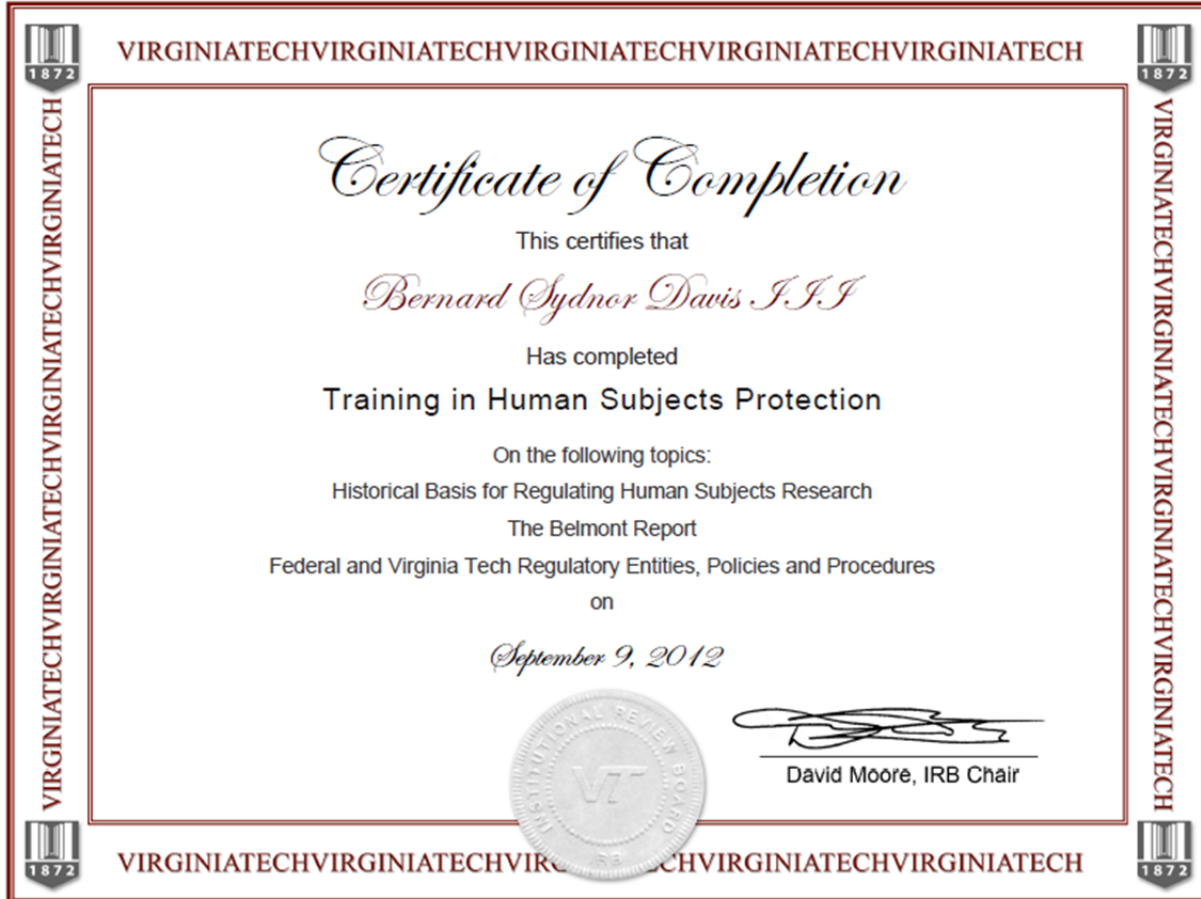 VIRGINIATECHVIRGINIATECHVIRGINIATECHVIRGINIATECHVIRGINIATECH
1872
1872
VIRGINIATECHVIRGINIATECHVIRGINIATECHVIRGINIATECH
VIRGINIATECHVIRGINIATECHVIRGINIATECHVIRGINIATECH
Certificate of Completion
This certifies that
Bernard Sydnor Davis III
Has completed
Training in Human Subjects Protection
On the following topics:
Historical Basis for Regulating Human Subjects Research
The Belmont Report
Federal and Virginia Tech Regulatory Entities, Policies and Procedures
on
September 9, 2012
INSTITUTIONAL REVIEW BOARD
VT
David Moore, IRB Chair
1872
1872
VIRGINIATECHVIRGINIATECHVIR CHVIRGINIATECHVIRGINIATECH